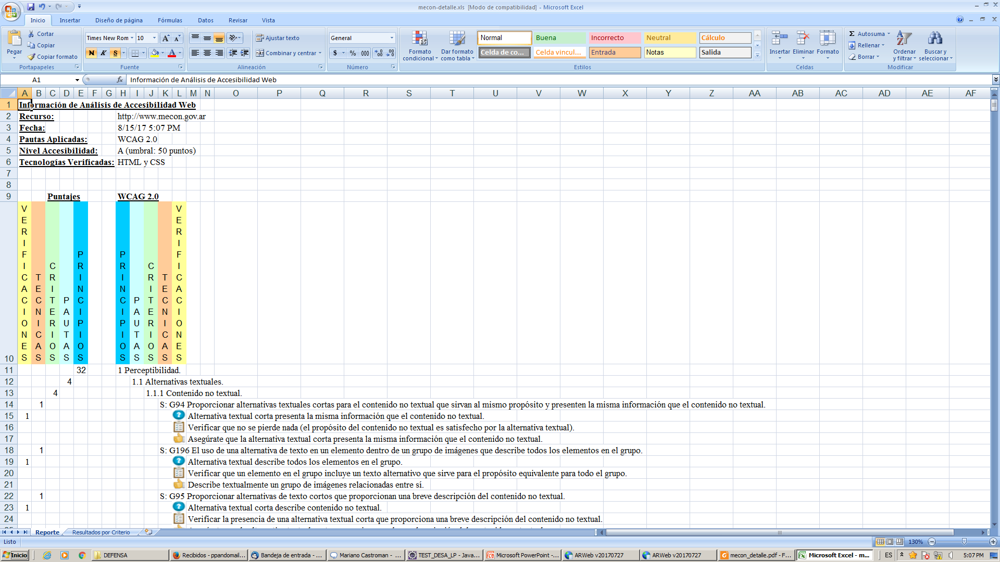 mecon-detalle.xls [Modo de compatibilidad] - Microsoft Excel
Inicio Insertar Diseño de página Fórmulas Datos Revisar Vista
Pegar Cortar Copiar Copiar formato Portapapeles
Times New Rom 10 N K S Fuente
Ajustar texto Combinar y centrar Alineación
General $ % 000 Número
Formato condicional Dar formato como tabla
Normal Buena Incorrecto Neutral Cálculo
Celda de co... Celda vincul... Entrada Notas Salida
Estilos
Insertar Eliminar Formato Celdas
Autosuma Rellenar Borrar Ordenar y filtrar Buscar y seleccionar Modificar
A1 fx Información de Análisis de Accesibilidad Web
A B C D E F G H I J K L M N O P Q R S T U V W X Y Z AA AB AC AD AE AF
1 Información de Análisis de Accesibilidad Web
2 Recurso: http://www.mecon.gov.ar
3 Fecha: 8/15/17 5:07 PM
4 Pautas Aplicadas: WCAG 2.0
5 Nivel Accesibilidad: A (umbral: 50 puntos)
6 Tecnologías Verificadas: HTML y CSS
7
8
9 Puntajes WCAG 2.0
10 VERIFICACIONES TECNICAS CRITERIOS PAUTAS PRINCIPIOS PRINCIPIOS PAUTAS CRITERIOS TECNICAS VERIFICACIONES
11 32 1 Perceptibilidad.
12 4 1.1 Alternativas textuales.
13 4 1.1.1 Contenido no textual.
14 1 S: G94 Proporcionar alternativas textuales cortas para el contenido no textual que sirvan al mismo propósito y presenten la misma información que el contenido no textual.
15 1 Alternativa textual corta presenta la misma información que el contenido no textual.
16 Verificar que no se pierde nada (el propósito del contenido no textual es satisfecho por la alternativa textual).
17 Asegúrate que la alternativa textual corta presenta la misma información que el contenido no textual.
18 1 S: G196 El uso de una alternativa de texto en un elemento dentro de un grupo de imágenes que describe todos los elementos en el grupo.
19 1 Alternativa textual describe todos los elementos en el grupo.
20 Verificar que un elemento en el grupo incluye un texto alternativo que sirve para el propósito equivalente para todo el grupo.
21 Describe textualmente un grupo de imágenes relacionadas entre sí.
22 1 S: G95 Proporcionar alternativas de texto cortos que proporcionan una breve descripción del contenido no textual.
23 1 Alternativa textual corta describe contenido no textual.
24 Verificar la presencia de una alternativa textual corta que proporciona una breve descripción del contenido no textual.
Reporte Resultados por Criterio
Listo 130%
Inicio DEFENSA Recibidos - ppandomail... Bandeja de entrada - ... Mariano Castroman - ... TEST_DESA_LP - Java... Microsoft PowerPoint -... ARWeb v20170727 ARWeb v20170727 mecon_detalle.pdf - F... Microsoft Excel - m... ES 5:07 PM